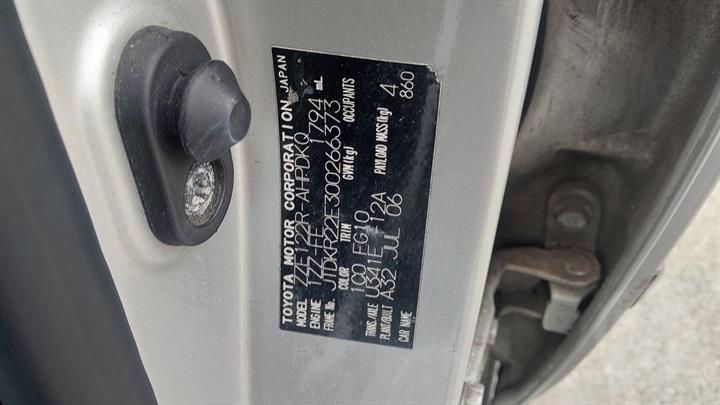 TOYOTA MOTOR CORPORATION JAPAN
MODEL ZZE122R-AHPDKQ
ENGINE 1ZZ-FE 1794 mL
FRAME No. JTDKR22E300266373
COLOR TRIM GVM(kg) OCCUPANTS
1C0 FG10
TRANS/AXLE U341E -12A PAYLOAD MASS(kg)
PLANT/BUILT A32 JUL 06 4
CAR NAME 860